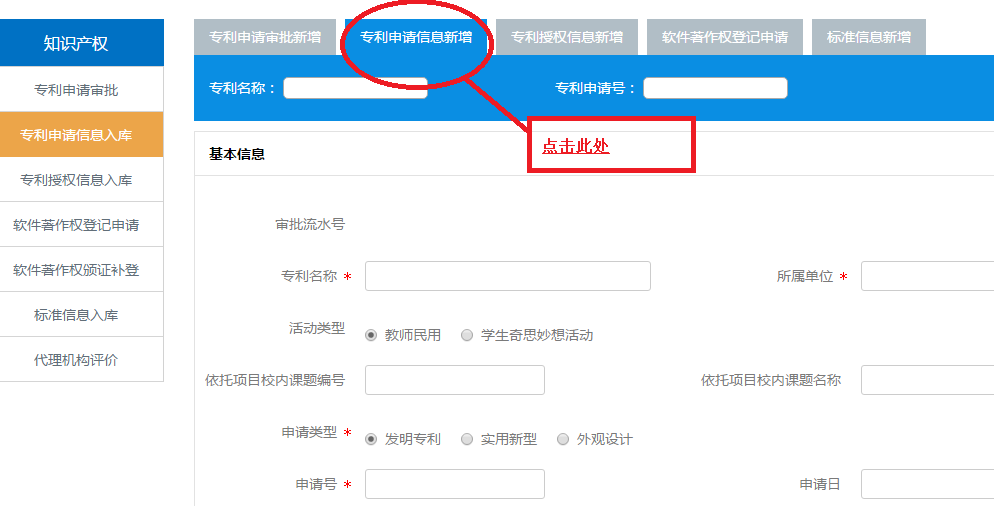 知识产权
专利申请审批
专利申请信息入库
专利授权信息入库
软件著作权登记申请
软件著作权颁证补登
标准信息入库
代理机构评价
专利申请审批新增 专利申请信息新增 专利授权信息新增 软件著作权登记申请 标准信息新增
专利名称： 专利申请号：
点击此处
基本信息
审批流水号
专利名称 * 所属单位 *
活动类型 教师民用 学生奇思妙想活动
依托项目校内课题编号 依托项目校内课题名称
申请类型 * 发明专利 实用新型 外观设计
申请号 * 申请日